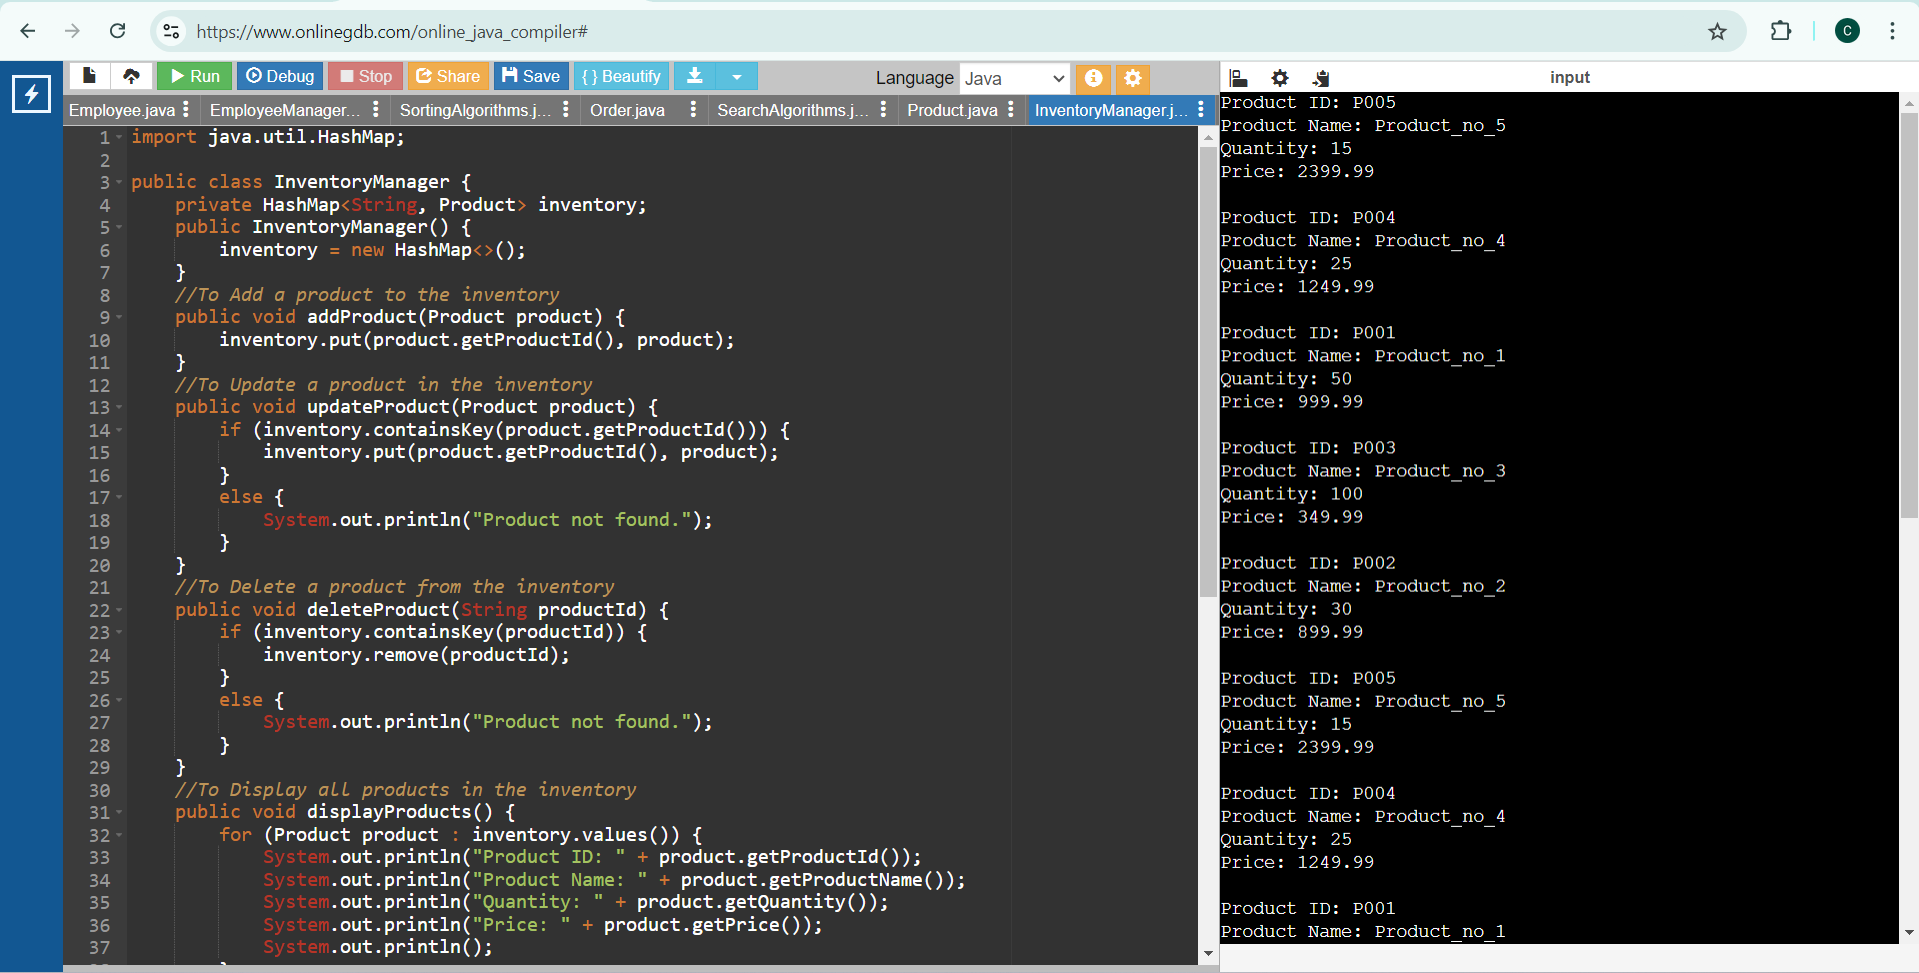 https://www.onlinegdb.com/online_java_compiler#
C
Run Debug Stop Share Save {} Beautify
Language Java
Employee.java EmployeeManager... SortingAlgorithms.j... Order.java SearchAlgorithms.j... Product.java InventoryManager.j...
1 import java.util.HashMap;
2
3 public class InventoryManager {
4     private HashMap<String, Product> inventory;
5     public InventoryManager() {
6         inventory = new HashMap<>();
7     }
8     //To Add a product to the inventory
9     public void addProduct(Product product) {
10         inventory.put(product.getProductId(), product);
11     }
12     //To Update a product in the inventory
13     public void updateProduct(Product product) {
14         if (inventory.containsKey(product.getProductId())) {
15             inventory.put(product.getProductId(), product);
16         }
17         else {
18             System.out.println("Product not found.");
19         }
20     }
21     //To Delete a product from the inventory
22     public void deleteProduct(String productId) {
23         if (inventory.containsKey(productId)) {
24             inventory.remove(productId);
25         }
26         else {
27             System.out.println("Product not found.");
28         }
29     }
30     //To Display all products in the inventory
31     public void displayProducts() {
32         for (Product product : inventory.values()) {
33             System.out.println("Product ID: " + product.getProductId());
34             System.out.println("Product Name: " + product.getProductName());
35             System.out.println("Quantity: " + product.getQuantity());
36             System.out.println("Price: " + product.getPrice());
37             System.out.println();
input
Product ID: P005
Product Name: Product_no_5
Quantity: 15
Price: 2399.99

Product ID: P004
Product Name: Product_no_4
Quantity: 25
Price: 1249.99

Product ID: P001
Product Name: Product_no_1
Quantity: 50
Price: 999.99

Product ID: P003
Product Name: Product_no_3
Quantity: 100
Price: 349.99

Product ID: P002
Product Name: Product_no_2
Quantity: 30
Price: 899.99

Product ID: P005
Product Name: Product_no_5
Quantity: 15
Price: 2399.99

Product ID: P004
Product Name: Product_no_4
Quantity: 25
Price: 1249.99

Product ID: P001
Product Name: Product_no_1